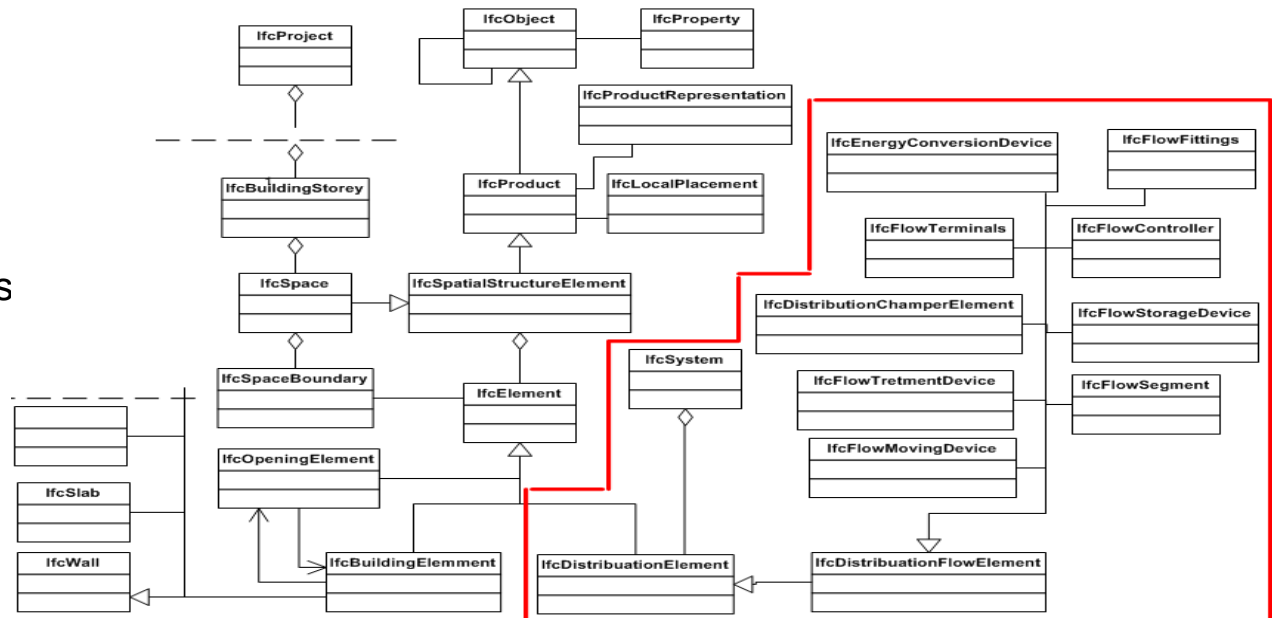 IfcObject
IfcProperty
IfcProject
IfcProductRepresentation
IfcEnergyConversionDevice
IfcFlowFittings
IfcBuildingStorey
1
IfcProduct
IfcLocalPlacement
IfcFlowTerminals
IfcFlowController
s
IfcSpace
IfcSpatialStructureElement
IfcDistributionChamperElement
IfcFlowStorageDevice
IfcSystem
IfcSpaceBoundary
IfcElement
IfcFlowTretmentDevice
IfcFlowSegment
IfcOpeningElement
IfcFlowMovingDevice
IfcSlab
IfcWall
IfcBuildingElemment
IfcDistribuationElement
IfcDistribuationFlowElement